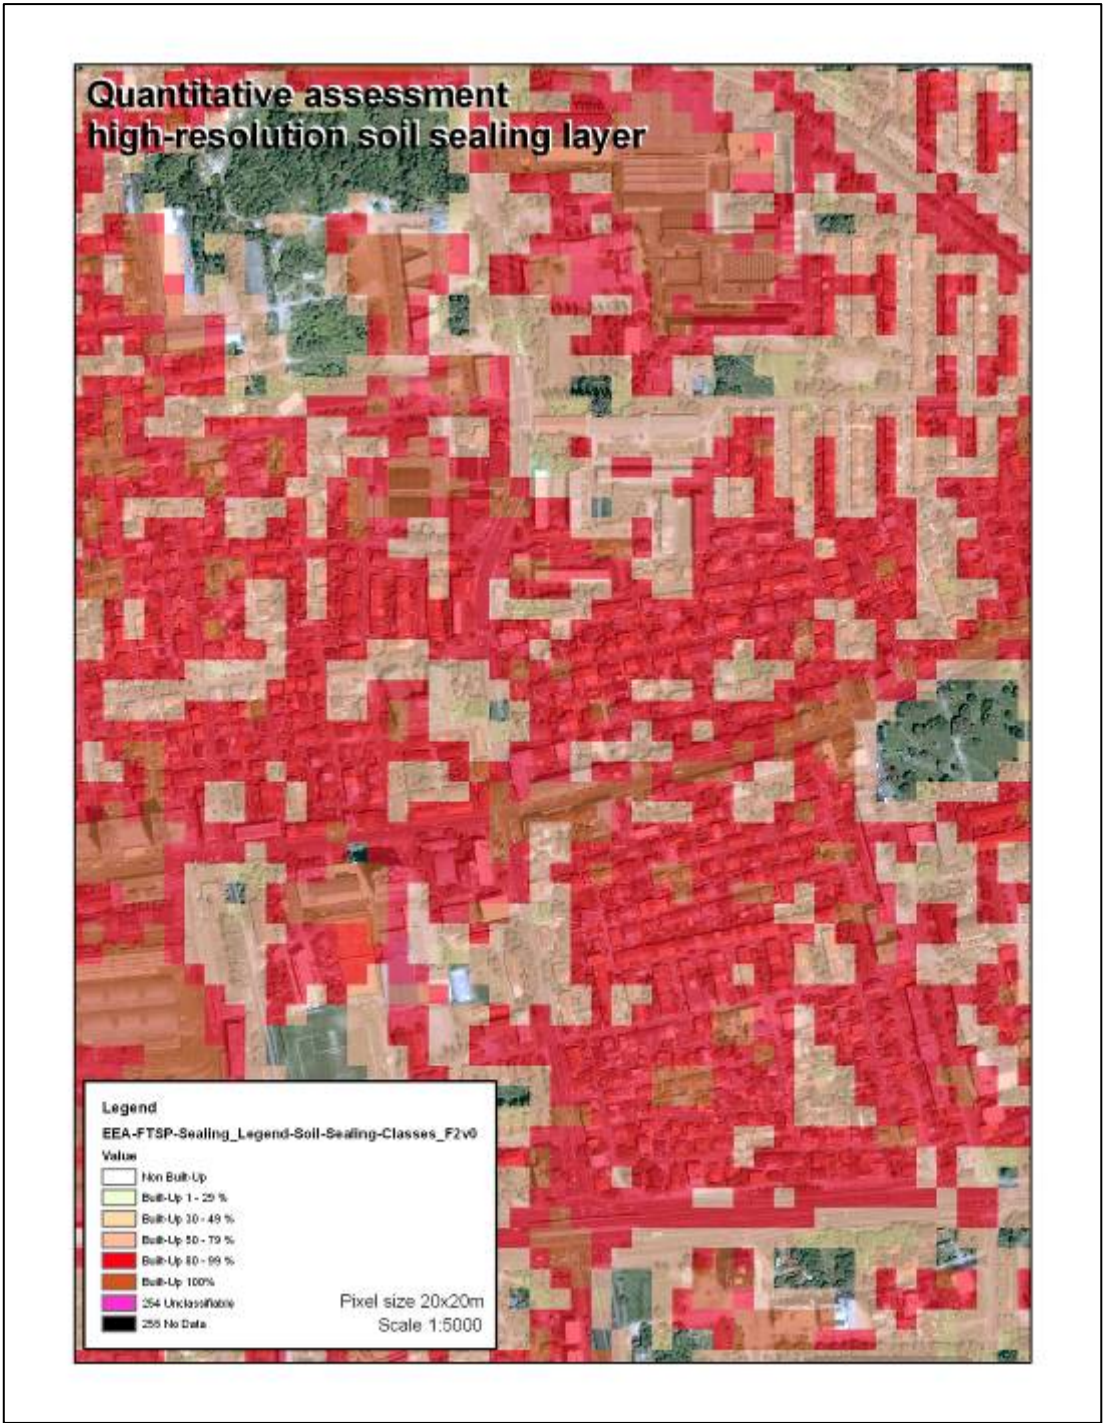 Quantitative assessment
high-resolution soil sealing layer
Legend
EEA-FTSP-Sealing_Legend-Soil-Sealing-Classes_F2v0
Value
Non Built-Up
Built-Up 1 - 29 %
Built-Up 30 - 49 %
Built-Up 50 - 79 %
Built-Up 80 - 99 %
Built-Up 100%
254 Unclassifiable
255 No Data
Pixel size 20x20m
Scale 1:5000